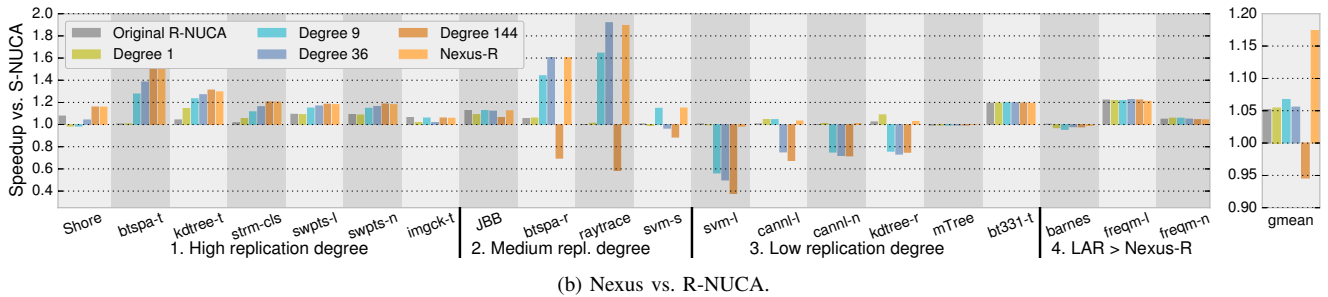 Speedup vs. S-NUCA
2.0
1.8
1.6
1.4
1.2
1.0
0.8
0.6
0.4
Original R-NUCA
Degree 1
Degree 9
Degree 36
Degree 144
Nexus-R
Shore
btspa-t
kdtree-t
strm-cls
swpts-l
swpts-n
imgck-t
JBB
btspa-r
raytrace
svm-s
svm-l
cannl-l
cannl-n
kdtree-r
mTree
bt331-t
barnes
freqm-l
freqm-n
1. High replication degree
2. Medium repl. degree
3. Low replication degree
4. LAR > Nexus-R
1.20
1.15
1.10
1.05
1.00
0.95
0.90
gmean
(b) Nexus vs. R-NUCA.